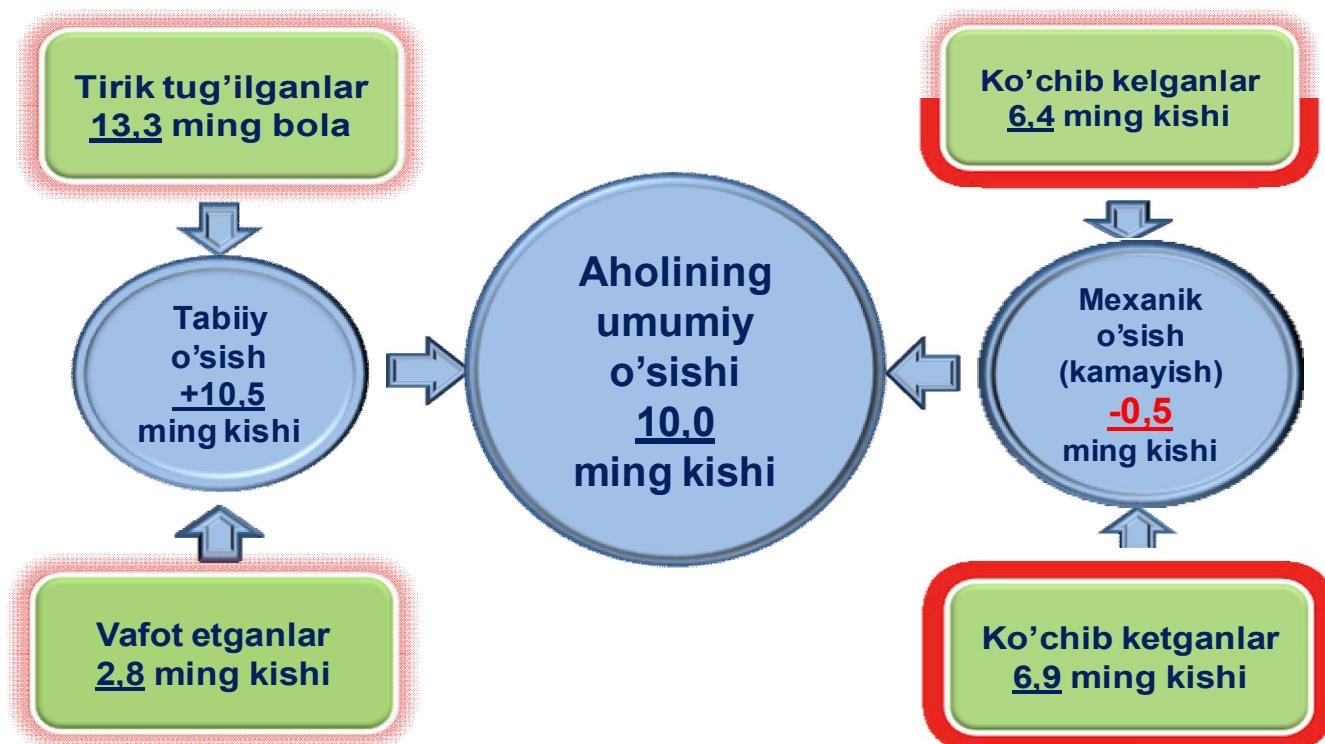 Tirik tug’ilganlar
13,3 ming bola
Ko’chib kelganlar
6,4 ming kishi
Tabiiy
o’sish
+10,5
ming kishi
Aholining
umumiy
o’sishi
10,0
ming kishi
Mexanik
o’sish
(kamayish)
-0,5
ming kishi
Vafot etganlar
2,8 ming kishi
Ko’chib ketganlar
6,9 ming kishi